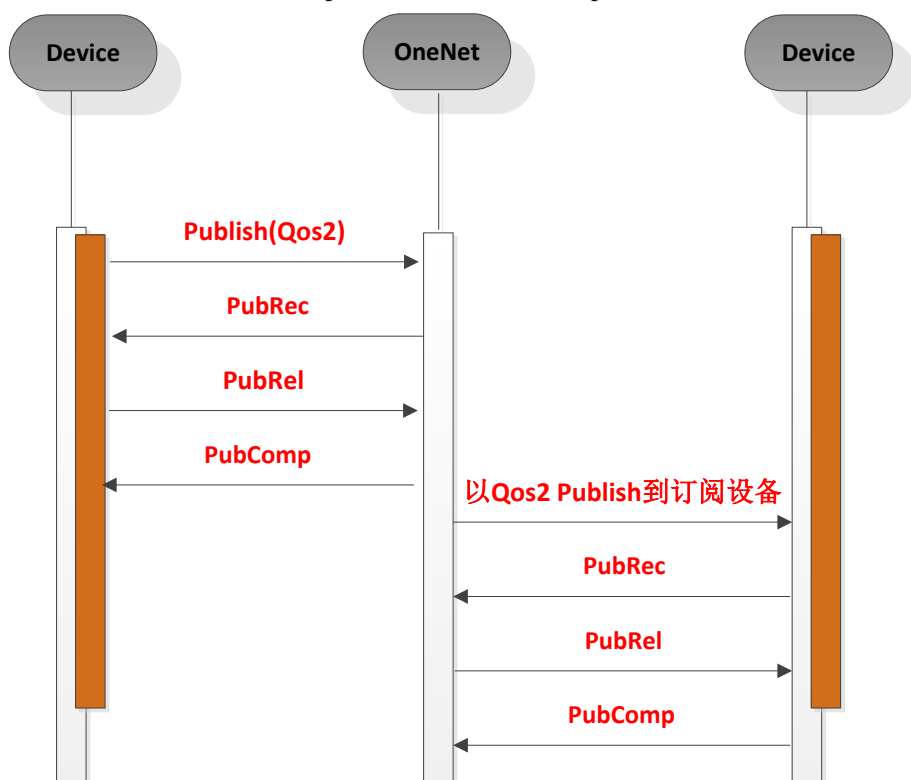 Device
OneNet
Device
Publish(Qos2)
PubRec
PubRel
PubComp
以Qos2 Publish到订阅设备
PubRec
PubRel
PubComp